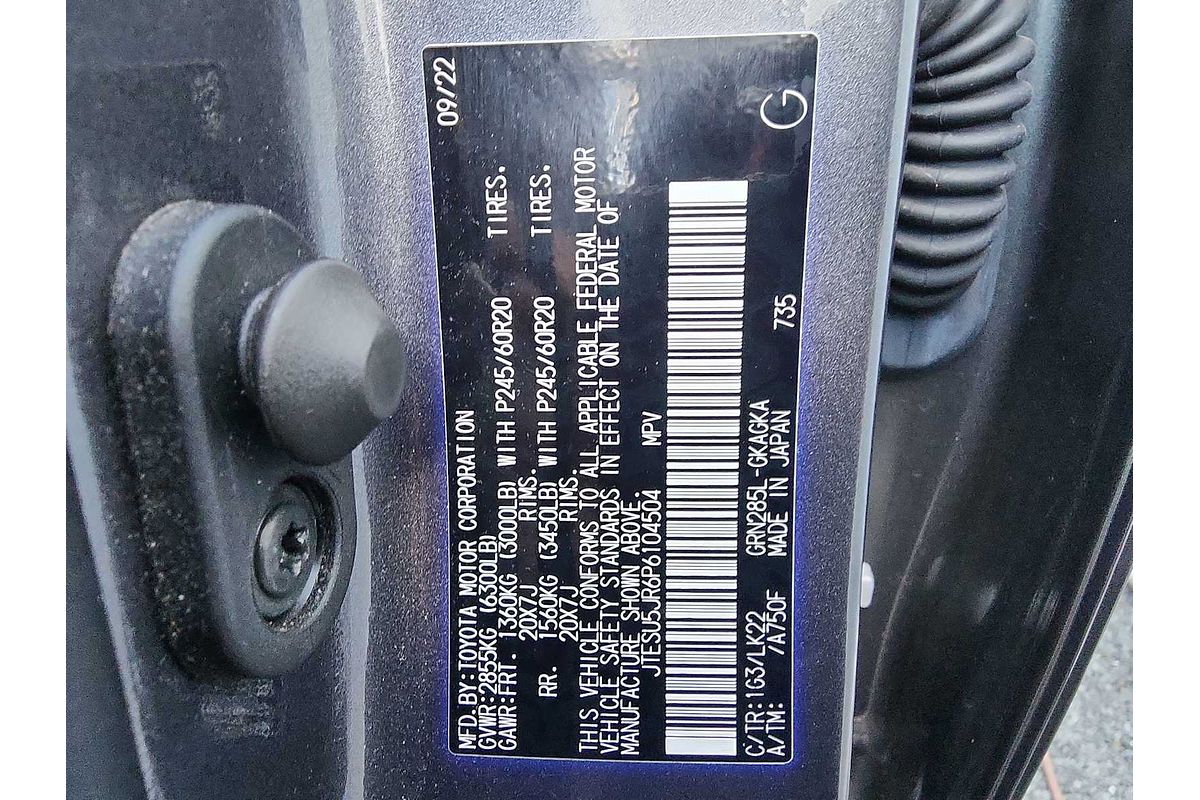 MFD.BY:TOYOTA MOTOR CORPORATION 09/22
GVWR:2855KG (6300LB)
GAWR:FRT. 1360KG (3000LB) WITH P245/60R20 TIRES.
20X7J RIMS.
RR. 1560KG (3450LB) WITH P245/60R20 TIRES.
20X7J RIMS.
THIS VEHICLE CONFORMS TO ALL APPLICABLE FEDERAL MOTOR
VEHICLE SAFETY STANDARDS IN EFFECT ON THE DATE OF
MANUFACTURE SHOWN ABOVE.
JTESU5JR6P6104504 MPV
C/TR:1G3/LK22 GRN285L-GKAGKA
A/TM: /A750F MADE IN JAPAN 735 G